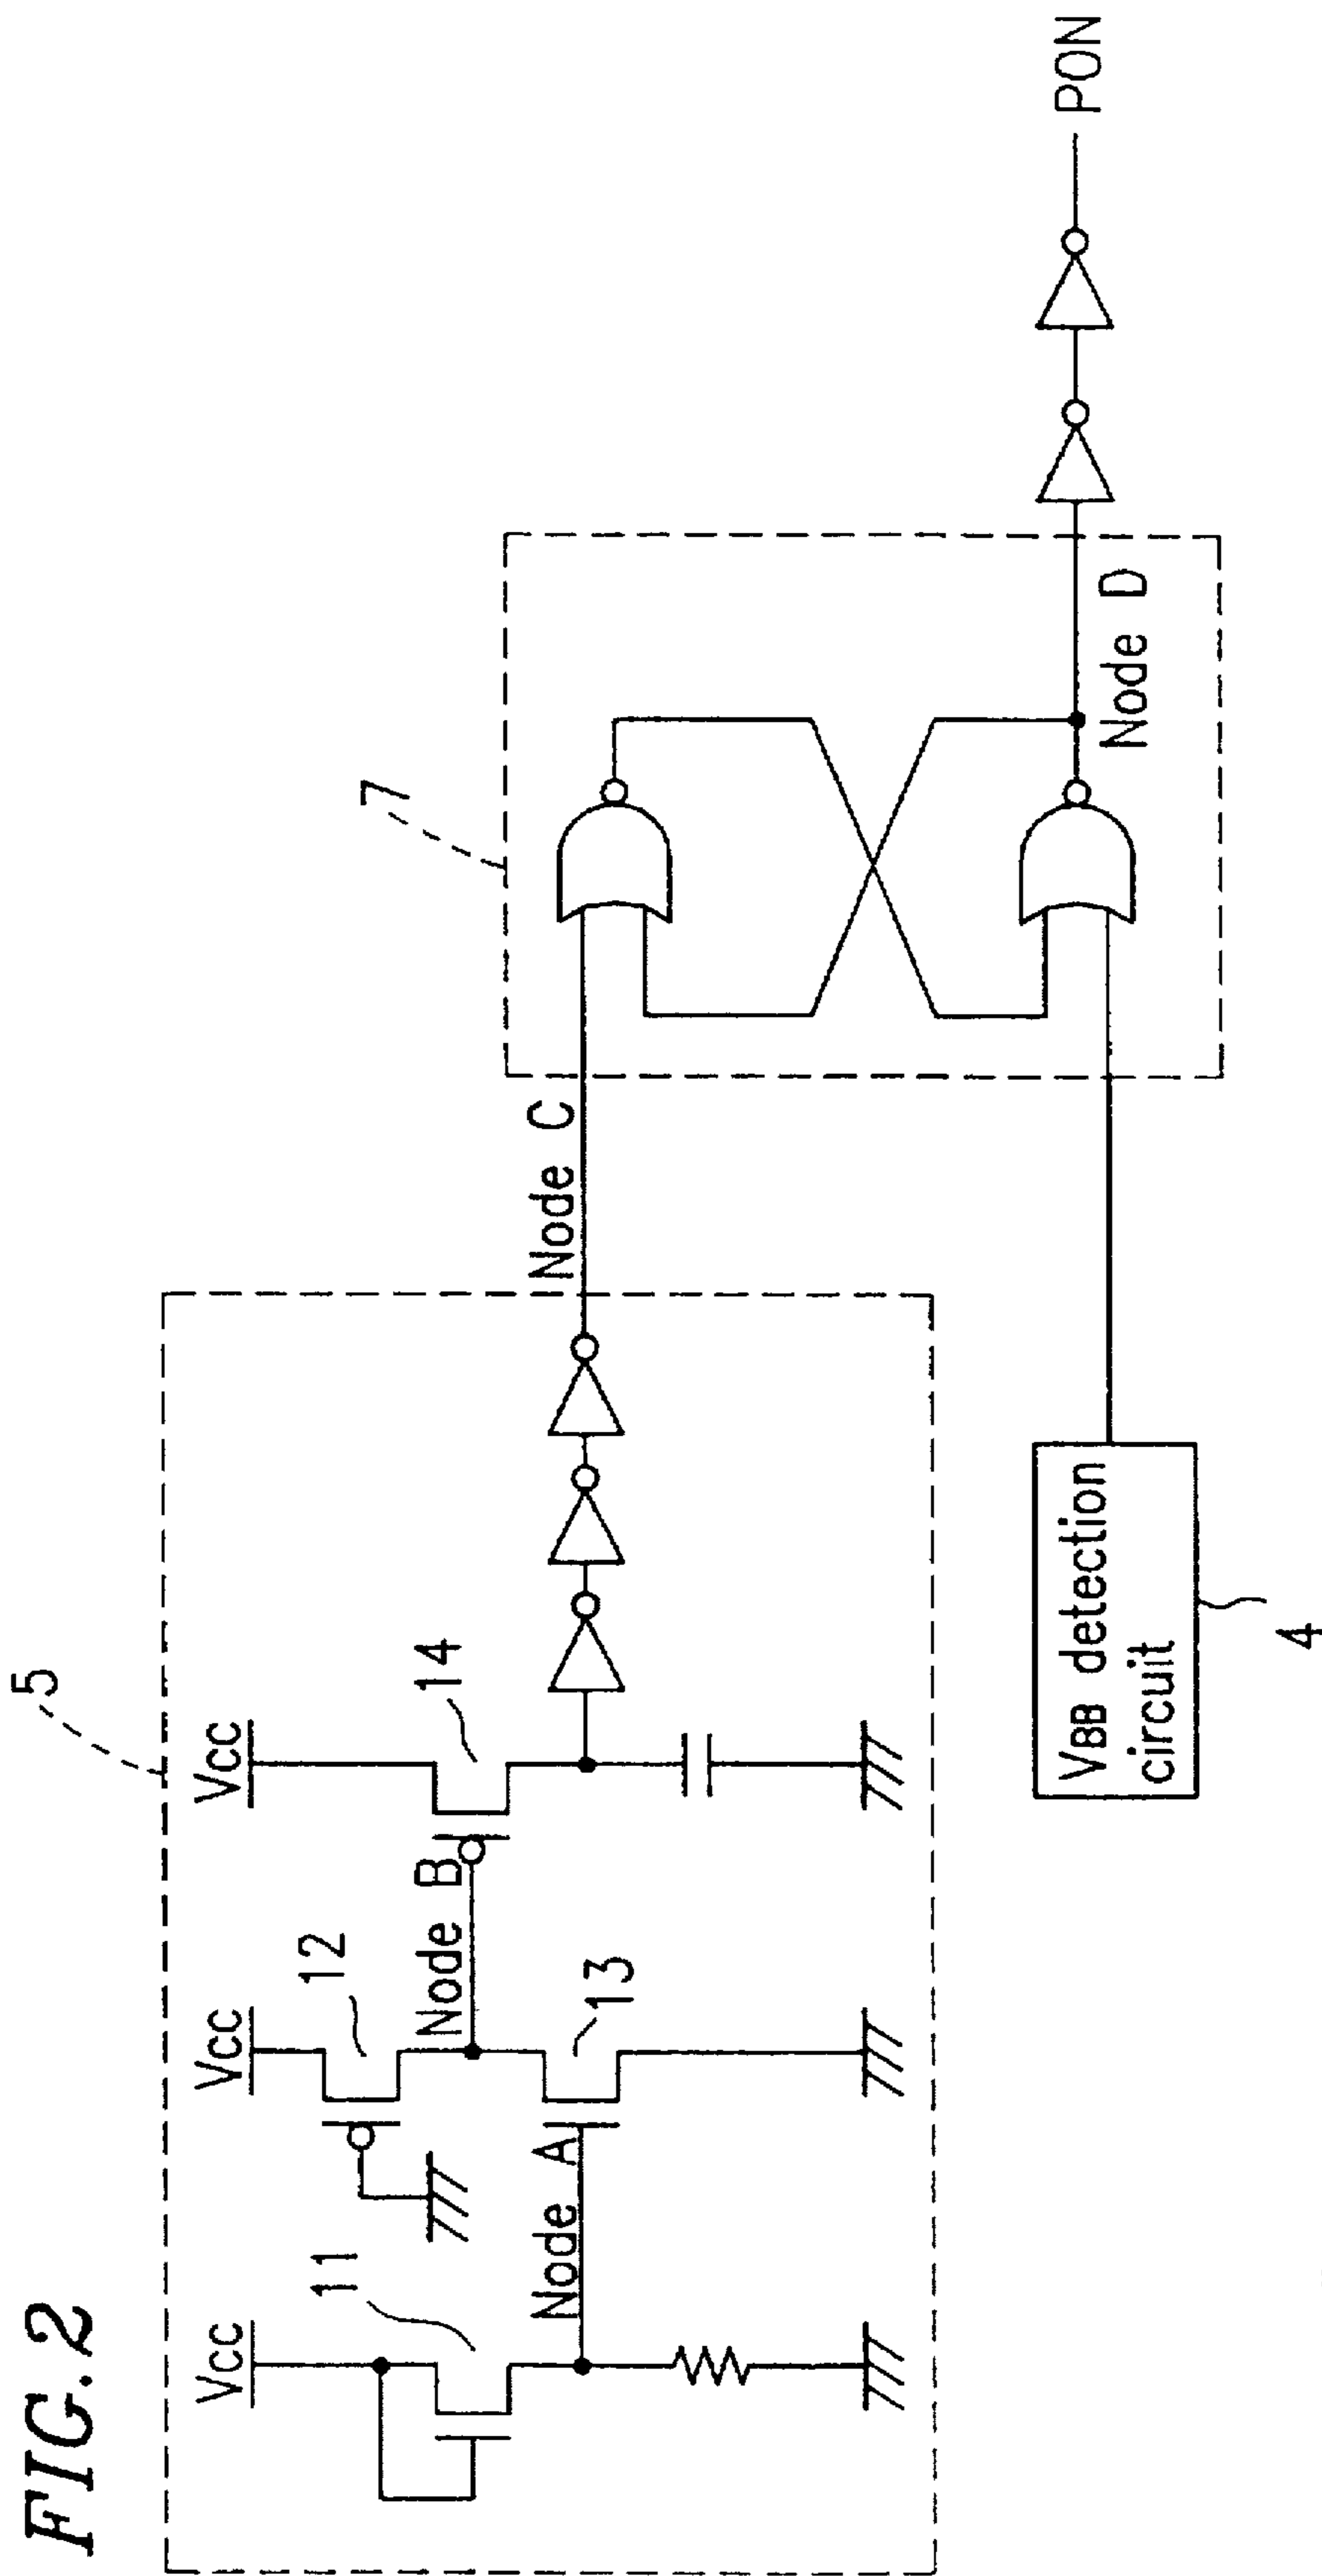 FIG.2
5
Vcc
Vcc
Vcc
11
12
14
Node A
Node B
13
Node C
7
Node D
PON
VBB detection
circuit
4